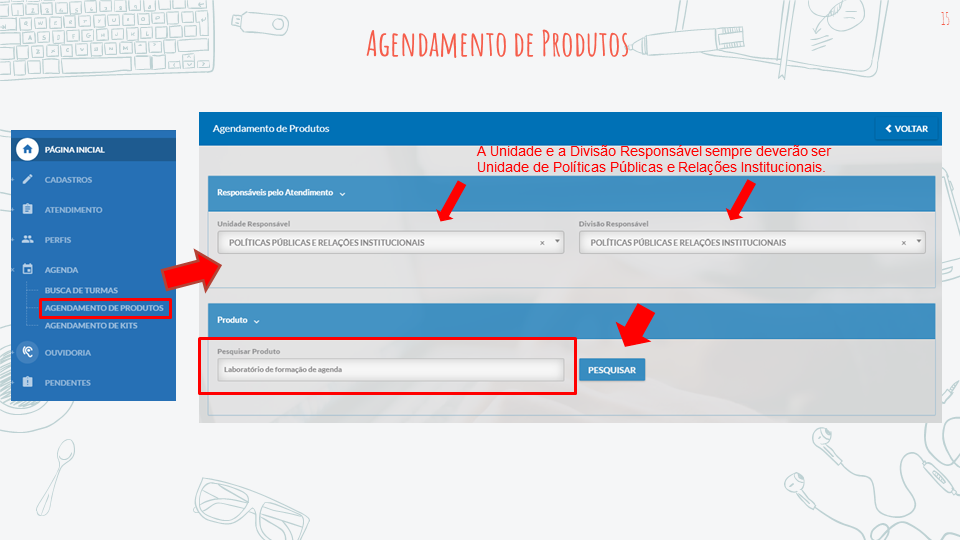 15
AGENDAMENTO DE PRODUTOS
PÁGINA INICIAL
CADASTROS
ATENDIMENTO
PERFIS
AGENDA
BUSCA DE TURMAS
AGENDAMENTO DE PRODUTOS
AGENDAMENTO DE KITS
OUVIDORIA
PENDENTES
Agendamento de Produtos
VOLTAR
A Unidade e a Divisão Responsável sempre deverão ser
Unidade de Políticas Públicas e Relações Institucionais.
Responsáveis pelo Atendimento
Unidade Responsável
POLÍTICAS PÚBLICAS E RELAÇÕES INSTITUCIONAIS ×
Divisão Responsável
POLÍTICAS PÚBLICAS E RELAÇÕES INSTITUCIONAIS ×
Produto
Pesquisar Produto
Laboratório de formação de agenda
PESQUISAR